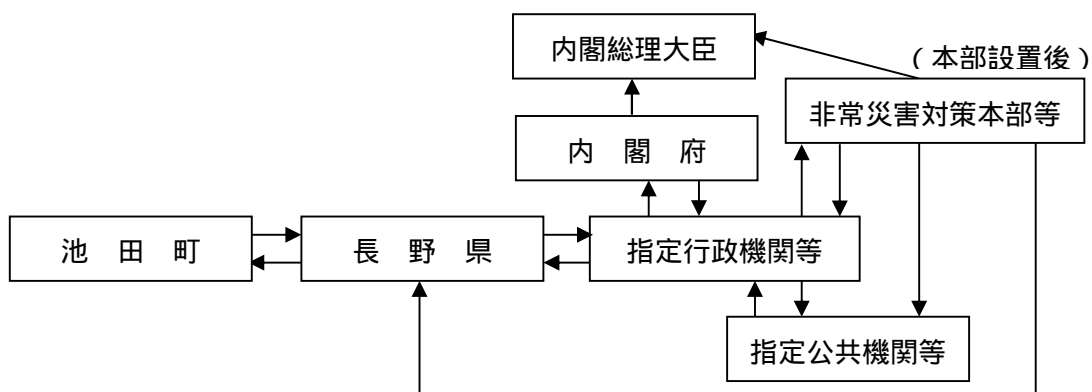 内閣総理大臣
（本部設置後）
非常災害対策本部等
内　閣　府
池　田　町
長　野　県
指定行政機関等
指定公共機関等